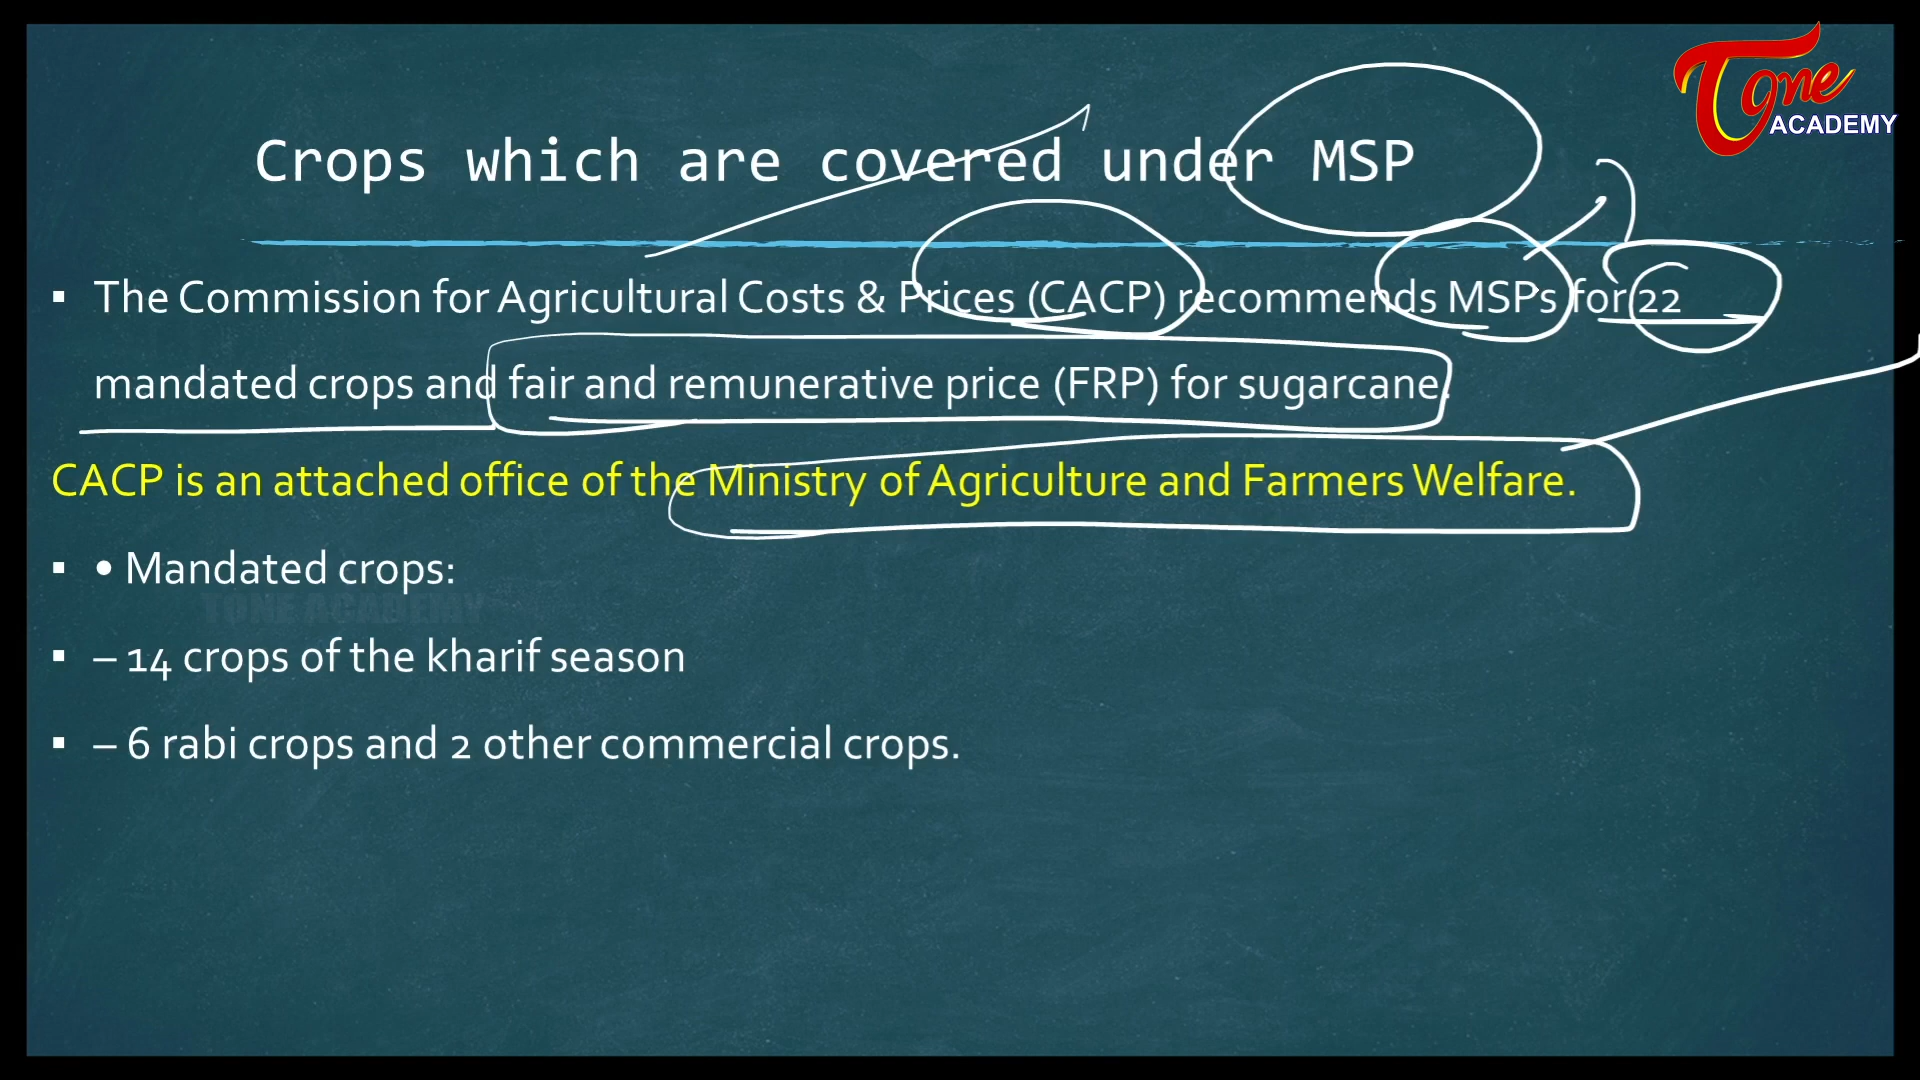 Tone
ACADEMY
Crops which are covered under MSP
▪ The Commission for Agricultural Costs & Prices (CACP) recommends MSPs for 22
mandated crops and fair and remunerative price (FRP) for sugarcane.
CACP is an attached office of the Ministry of Agriculture and Farmers Welfare.
▪ • Mandated crops:
TONE ACADEMY
▪ – 14 crops of the kharif season
▪ – 6 rabi crops and 2 other commercial crops.